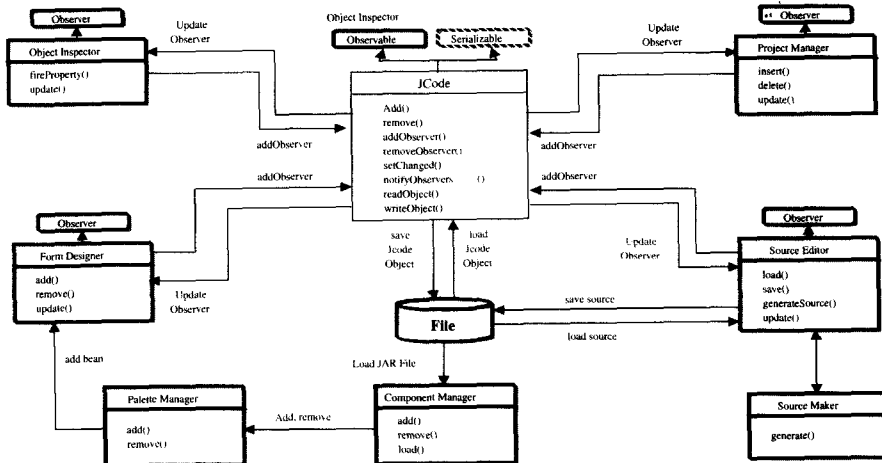 Observer
Object Inspector
fireProperty()
update()
Update
Observer
addObserver
Object Inspector
Observable
Serializable
JCode
Add()
remove()
addObserver()
removeObserver()
setChanged()
notifyObservers ()
readObject()
writeObject()
Update
Observer
addObserver
Observer
Project Manager
insert()
delete()
update()
addObserver
Observer
Form Designer
add()
remove()
update()
Update
Observer
save
Jcode
Object
load
Jcode
Object
addObserver
Update
Observer
Observer
Source Editor
load()
save()
generateSource()
update()
File
save source
load source
add bean
Load JAR File
Palette Manager
add()
remove()
Add, remove
Component Manager
add()
remove()
load()
Source Maker
generate()